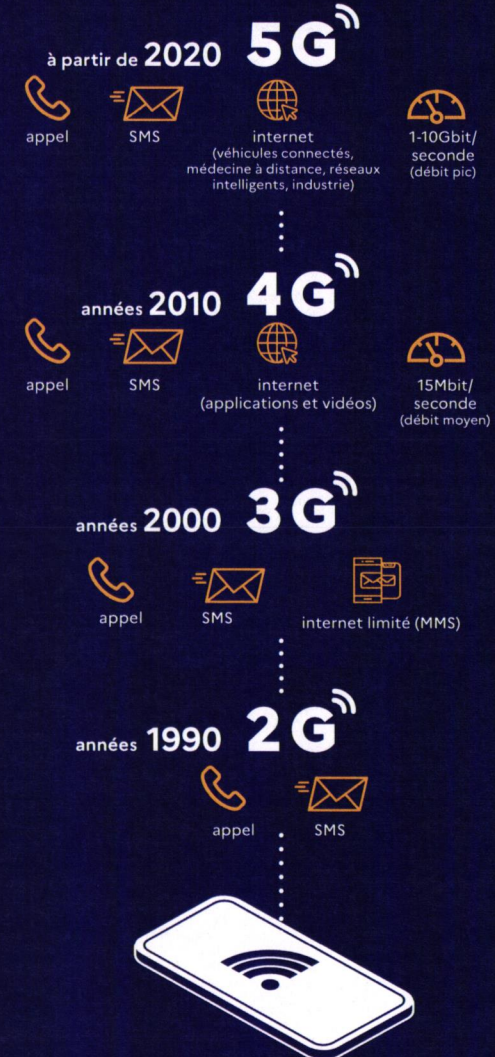 à partir de 2020 5G
appel
SMS
internet
(véhicules connectés,
médecine à distance, réseaux
intelligents, industrie)
1-10Gbit/
seconde
(débit pic)
années 2010 4G
appel
SMS
internet
(applications et vidéos)
15Mbit/
seconde
(débit moyen)
années 2000 3G
appel
SMS
internet limité (MMS)
années 1990 2G
appel
SMS